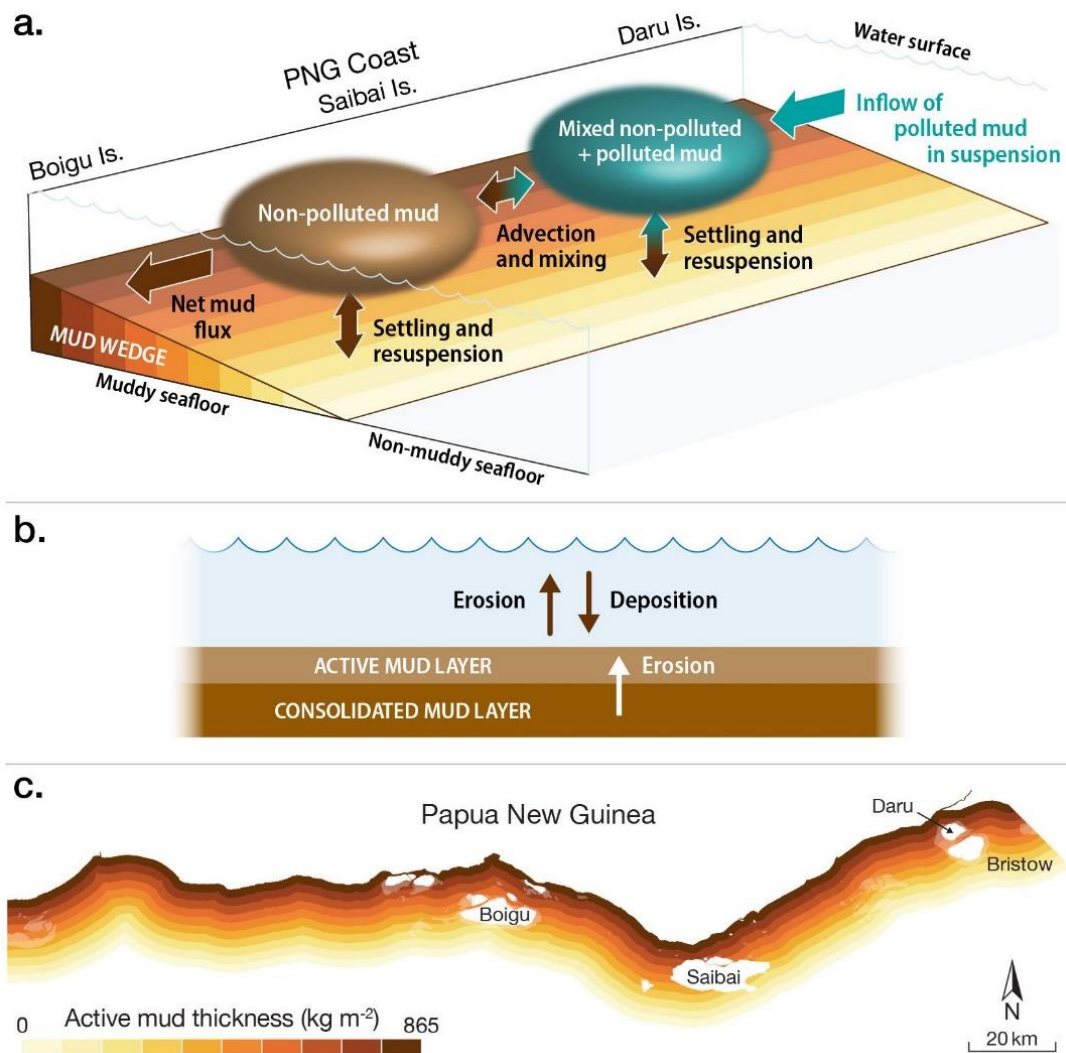 a.
PNG Coast
Daru Is.
Water surface
Saibai Is.
Boigu Is.
Inflow of
polluted mud
in suspension
Mixed non-polluted
+ polluted mud
Non-polluted mud
Advection
and mixing
Settling and
resuspension
Net mud
flux
Settling and
resuspension
MUD WEDGE
Muddy seafloor
Non-muddy seafloor
b.
Erosion
Deposition
ACTIVE MUD LAYER
Erosion
CONSOLIDATED MUD LAYER
c.
Papua New Guinea
Daru
Bristow
Boigu
Saibai
0 Active mud thickness (kg m⁻²) 865
N
20 km